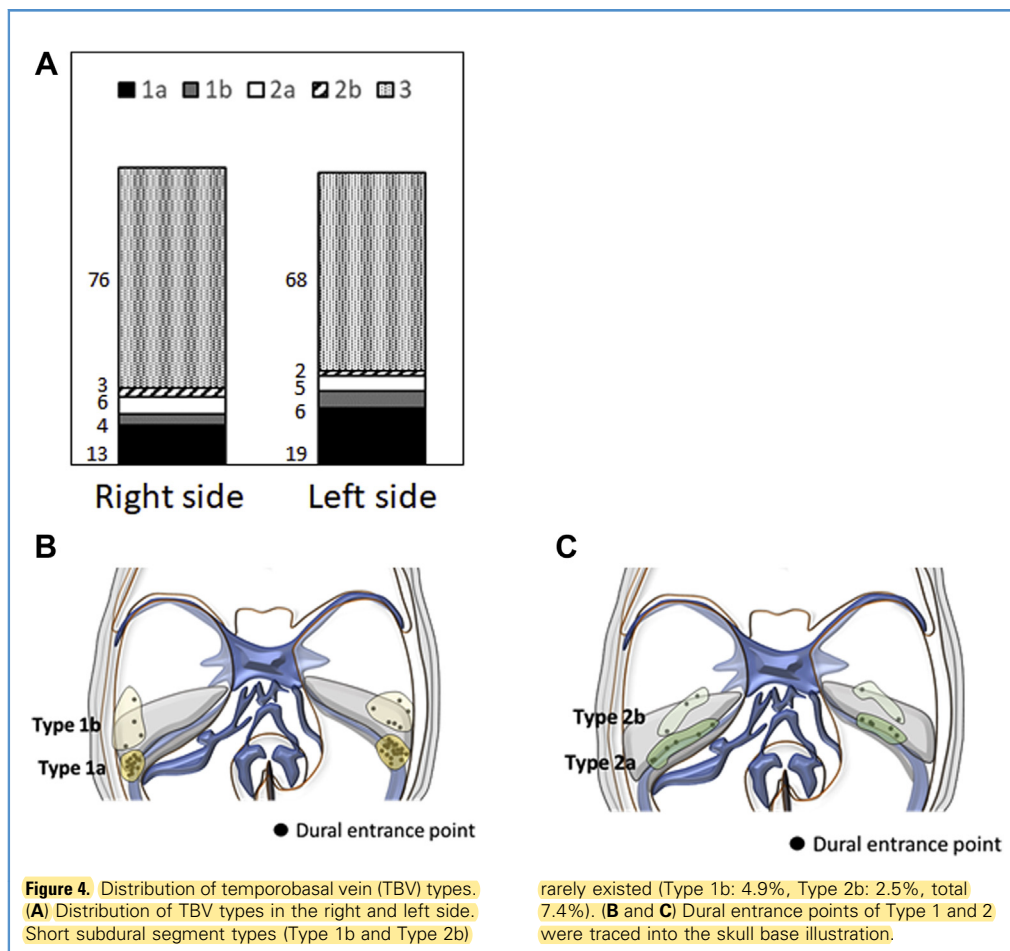 A
1a 1b 2a 2b 3
76
3
6
4
13
68
2
5
6
19
Right side Left side
B
Type 1b
Type 1a
Dural entrance point
C
Type 2b
Type 2a
Dural entrance point
Figure 4. Distribution of temporobasal vein (TBV) types.
(A) Distribution of TBV types in the right and left side.
Short subdural segment types (Type 1b and Type 2b)
rarely existed (Type 1b: 4.9%, Type 2b: 2.5%, total
7.4%). (B and C) Dural entrance points of Type 1 and 2
were traced into the skull base illustration.